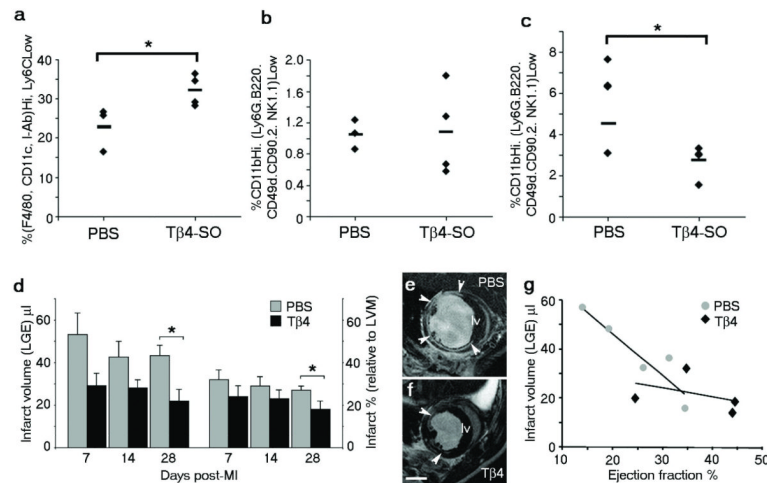 a
%(F4/80, CD11c, I-Ab)Hi, Ly6CLow
40
30
20
10
0
*
PBS
Tβ4-SO
b
%CD11bHi. (Ly6G.B220.
CD49d.CD90.2. NK1.1)Low
2.0
1.6
1.2
0.8
0.4
0
PBS
Tβ4-SO
c
%CD11bHi. (Ly6G.B220.
CD49d.CD90.2. NK1.1)Low
8
6
4
2
0
*
PBS
Tβ4-SO
d
Infarct volume (LGE) µl
60
40
20
0
PBS
Tβ4
*
*
60
40
20
0
Infarct % (relative to LVM)
7 14 28 7 14 28
Days post-MI
e
PBS
lv
f
lv
Tβ4
g
Infarct volume (LGE) µl
60
40
20
0
PBS
Tβ4
10 20 30 40 50
Ejection fraction %